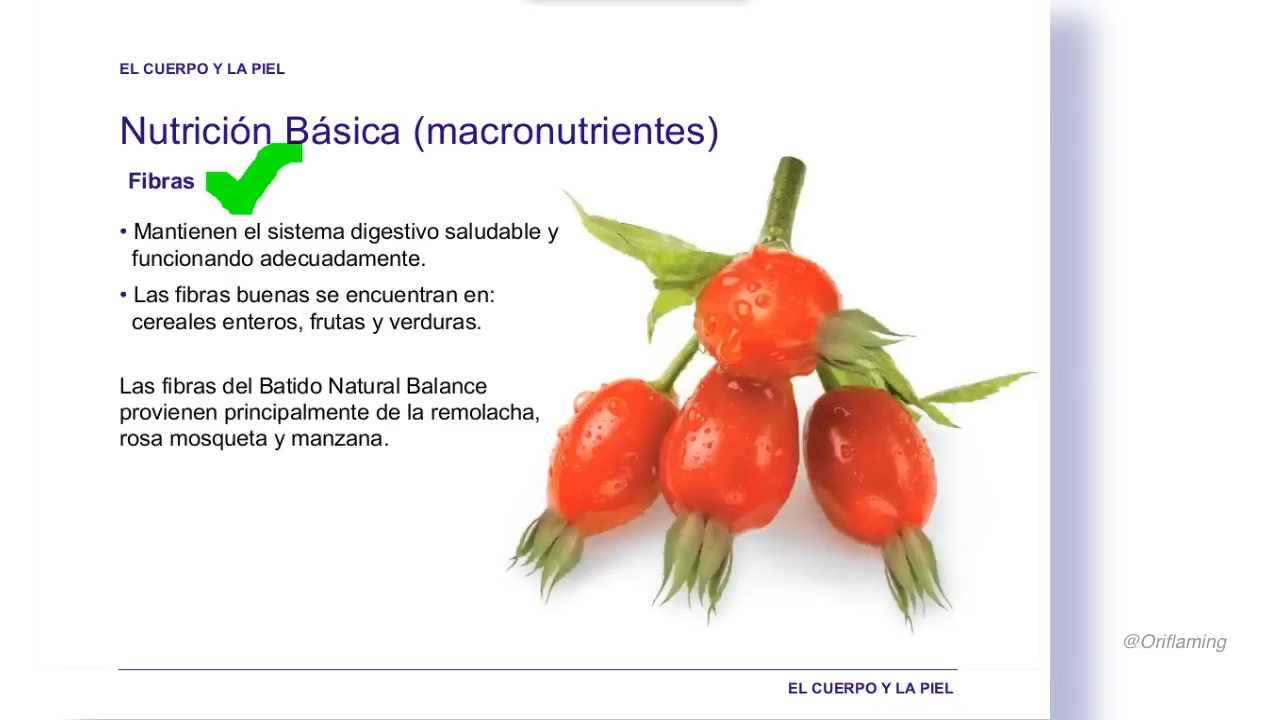 EL CUERPO Y LA PIEL
Nutrición Básica (macronutrientes)
Fibras
• Mantienen el sistema digestivo saludable y
funcionando adecuadamente.
• Las fibras buenas se encuentran en:
cereales enteros, frutas y verduras.
Las fibras del Batido Natural Balance
provienen principalmente de la remolacha,
rosa mosqueta y manzana.
@Oriflaming
EL CUERPO Y LA PIEL